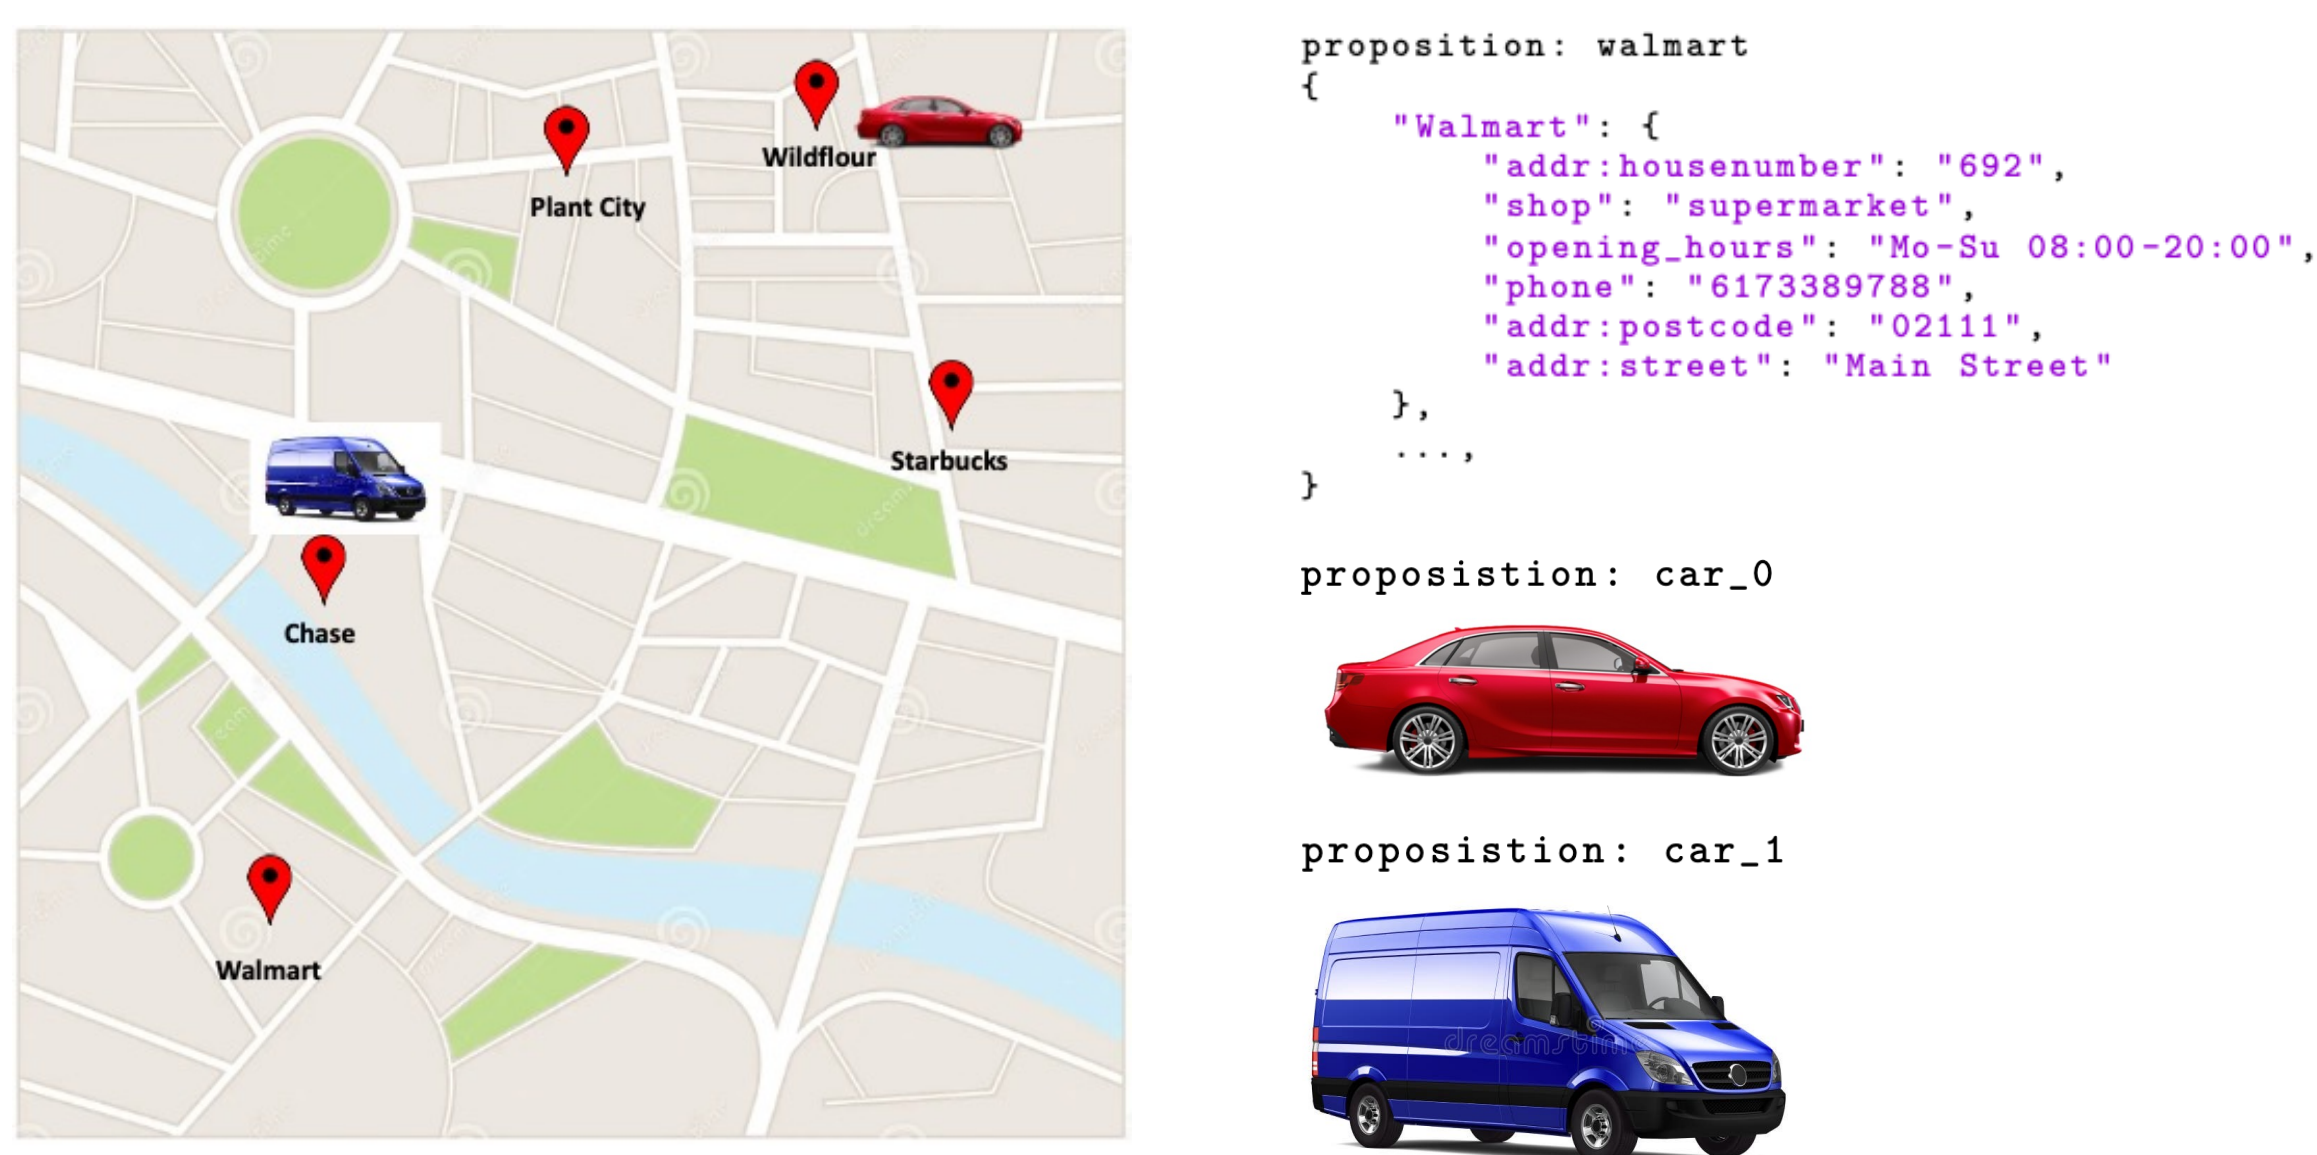 Wildflour
Plant City
Starbucks
Chase
Walmart
proposition: walmart
{
"Walmart": {
"addr:housenumber": "692",
"shop": "supermarket",
"opening_hours": "Mo-Su 08:00-20:00",
"phone": "6173389788",
"addr:postcode": "02111",
"addr:street": "Main Street"
},
...,
}
proposistion: car_0
proposistion: car_1
dreamstime